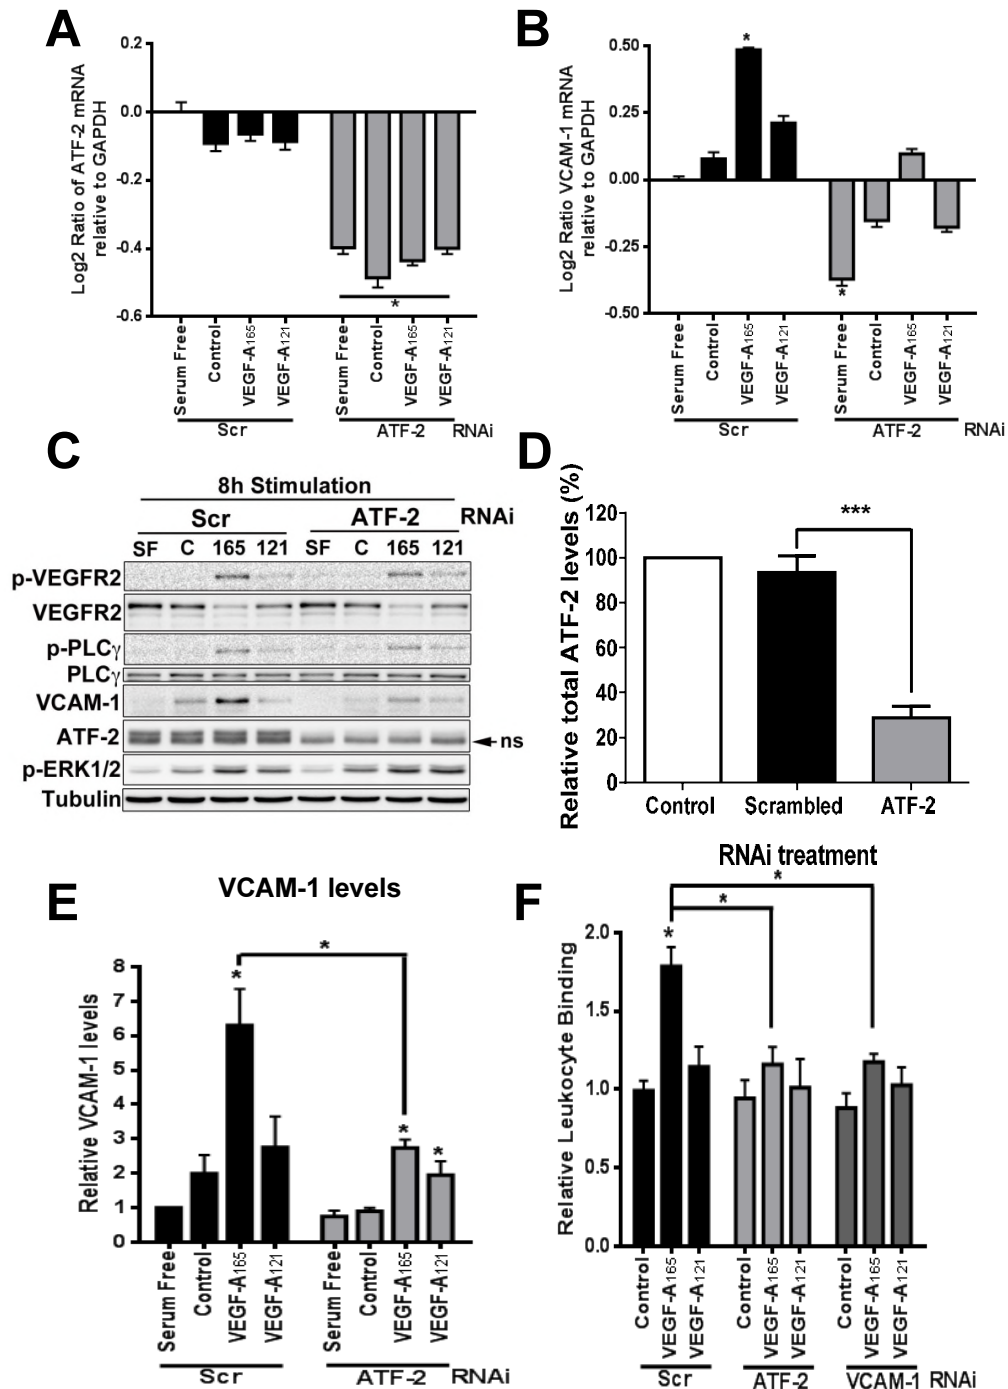 A
Log2 Ratio of ATF-2 mRNA
relative to GAPDH
0.2
0.0
-0.2
-0.4
-0.6
*
Serum Free
Control
VEGF-A165
VEGF-A121
Serum Free
Control
VEGF-A165
VEGF-A121
Scr
ATF-2
RNAi
B
Log2 Ratio VCAM-1 mRNA
relative to GAPDH
0.50
0.25
0.00
-0.25
-0.50
*
*
Serum Free
Control
VEGF-A165
VEGF-A121
Serum Free
Control
VEGF-A165
VEGF-A121
Scr
ATF-2
RNAi
C
8h Stimulation
Scr ATF-2 RNAi
SF C 165 121 SF C 165 121
p-VEGFR2
VEGFR2
p-PLCγ
PLCγ
VCAM-1
ATF-2
ns
p-ERK1/2
Tubulin
D
Relative total ATF-2 levels (%)
120
100
80
60
40
20
0
***
Control Scrambled ATF-2
RNAi treatment
E
VCAM-1 levels
Relative VCAM-1 levels
8
7
6
5
4
3
2
1
0
*
*
*
*
Serum Free
Control
VEGF-A165
VEGF-A121
Serum Free
Control
VEGF-A165
VEGF-A121
Scr
ATF-2
RNAi
F
Relative Leukocyte Binding
2.0
1.5
1.0
0.5
0.0
*
*
*
Control
VEGF-A165
VEGF-A121
Control
VEGF-A165
VEGF-A121
Control
VEGF-A165
VEGF-A121
Scr
ATF-2
VCAM-1
RNAi